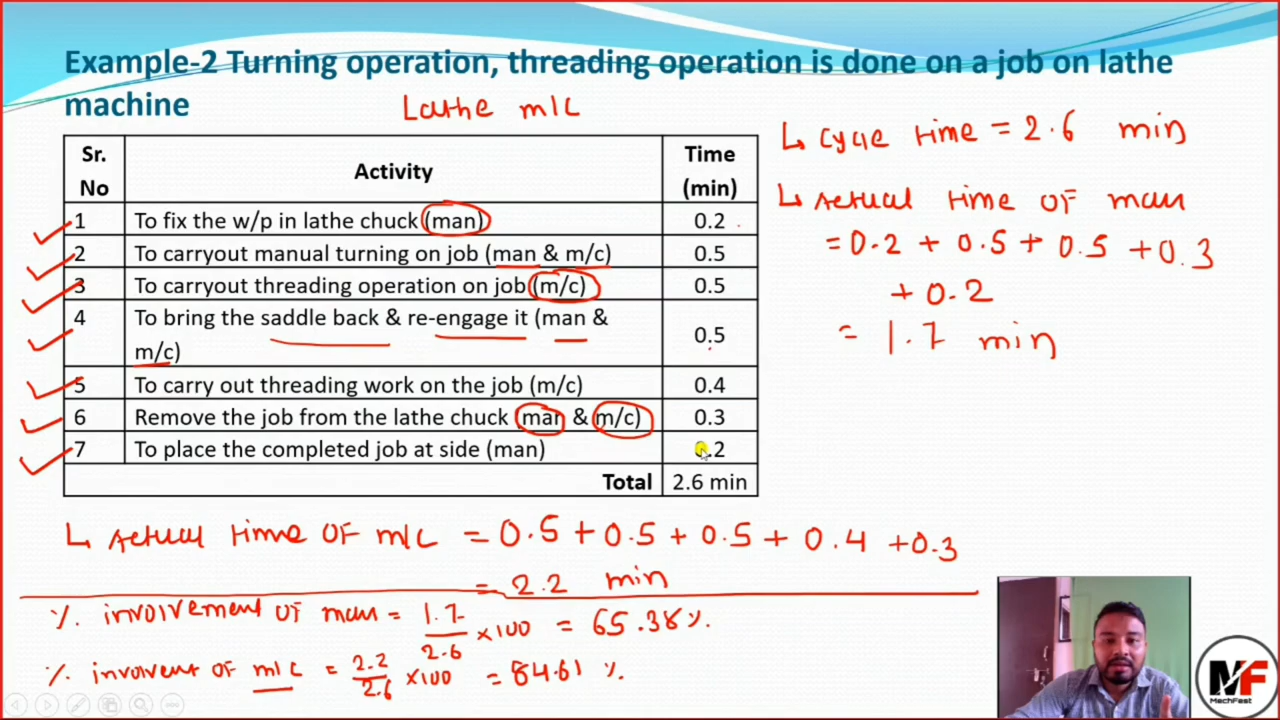 Example-2 Turning operation, threading operation is done on a job on lathe
machine
Lathe m/c
Sr. No Activity Time (min)
1 To fix the w/p in lathe chuck (man) 0.2
2 To carryout manual turning on job (man & m/c) 0.5
3 To carryout threading operation on job (m/c) 0.5
4 To bring the saddle back & re-engage it (man & m/c) 0.5
5 To carry out threading work on the job (m/c) 0.4
6 Remove the job from the lathe chuck (man & m/c) 0.3
7 To place the completed job at side (man) 0.2
Total 2.6 min
↳ Cycle time = 2.6 min
↳ Actual time of man
= 0.2 + 0.5 + 0.5 + 0.3
+ 0.2
= 1.7 min
↳ Actual time of m/c = 0.5 + 0.5 + 0.5 + 0.4 + 0.3
= 2.2 min
% involvement of man = 1.7/2.6 × 100 = 65.38 %.
% involvent of m/c = 2.2/2.6 × 100 = 84.61 %.
MF
MechFest